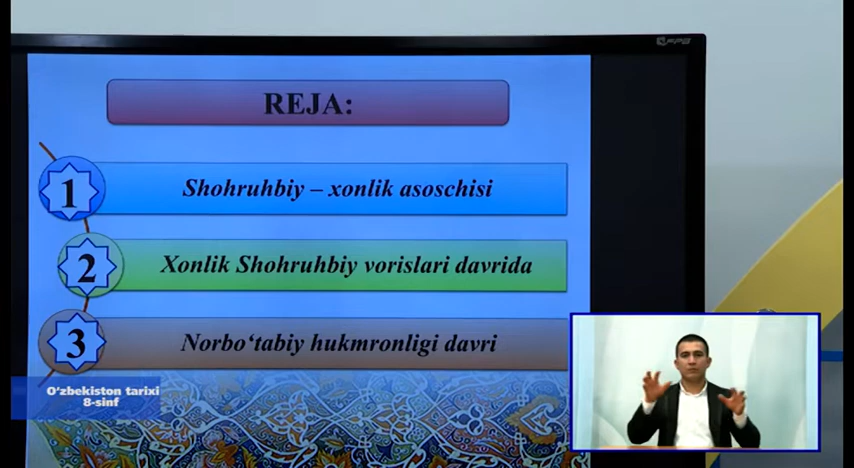 REJA:
1
Shohruhbiy – xonlik asoschisi
2
Xonlik Shohruhbiy vorislari davrida
3
Norbo‘tabiy hukmronligi davri
O‘zbekiston tarixi
8-sinf